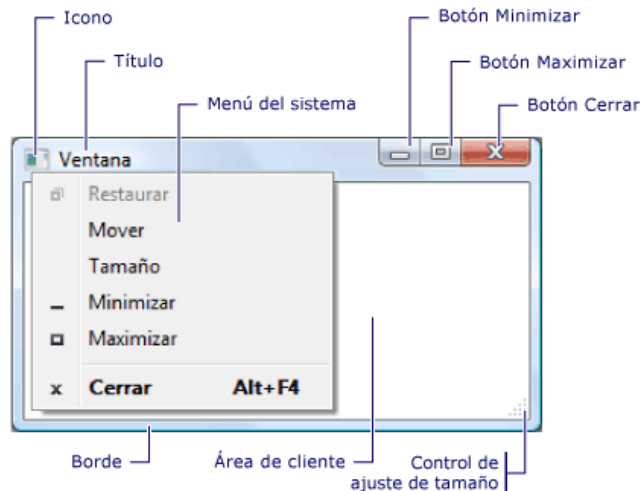 Icono
Botón Minimizar
Título
Botón Maximizar
Menú del sistema
Botón Cerrar
Ventana
Restaurar
Mover
Tamaño
Minimizar
Maximizar
Cerrar Alt+F4
Borde
Área de cliente
Control de
ajuste de tamaño